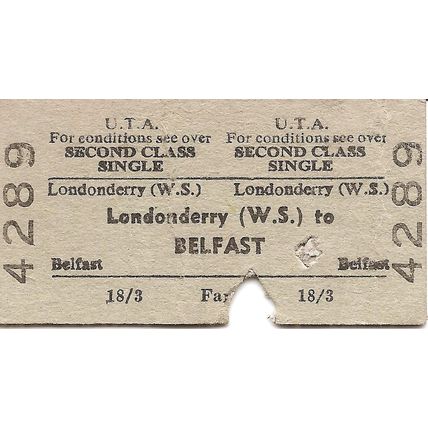 4289
U.T.A. U.T.A.
For conditions see over For conditions see over
SECOND CLASS SECOND CLASS
SINGLE SINGLE
Londonderry (W.S.) Londonderry (W.S.)
Londonderry (W.S.) to
BELFAST
Belfast Belfast
18/3 Fa 18/3
4289